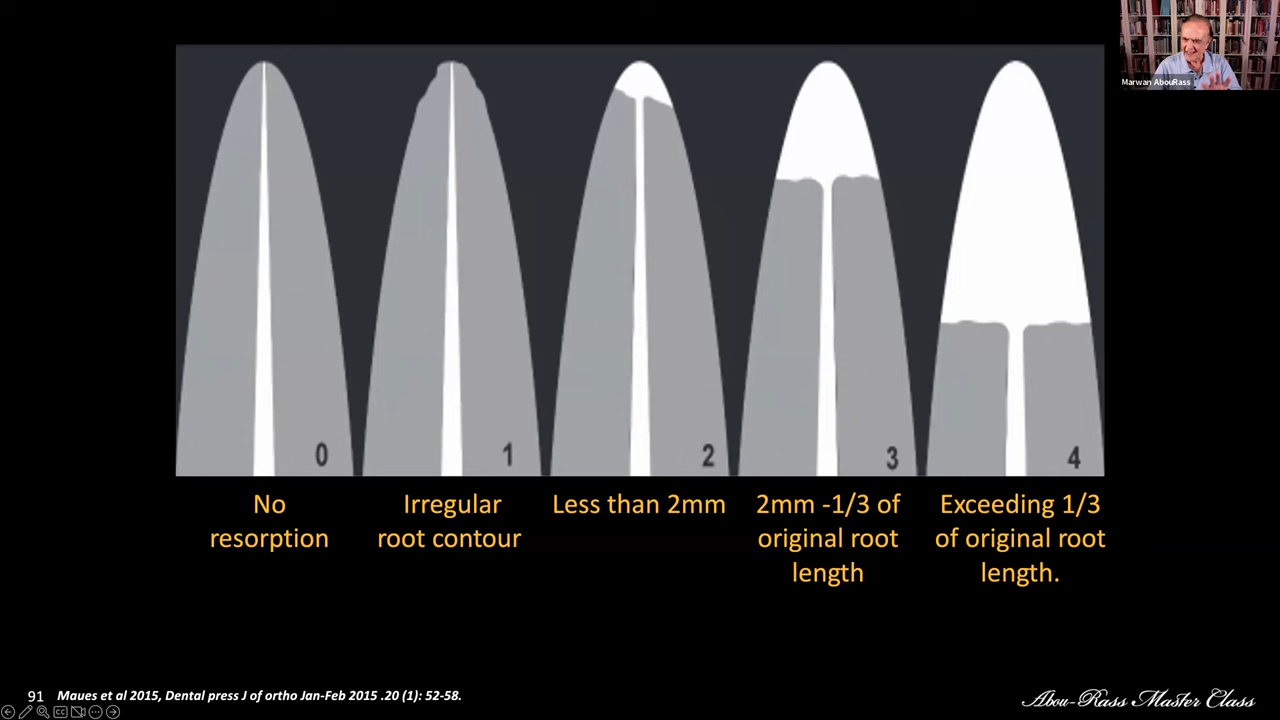 Marwan AbouRass
0
1
2
3
4
No
resorption
Irregular
root contour
Less than 2mm
2mm -1/3 of
original root
length
Exceeding 1/3
of original root
length.
91
Maues et al 2015, Dental press J of ortho Jan-Feb 2015 .20 (1): 52-58.
Abou-Rass Master Class
CC